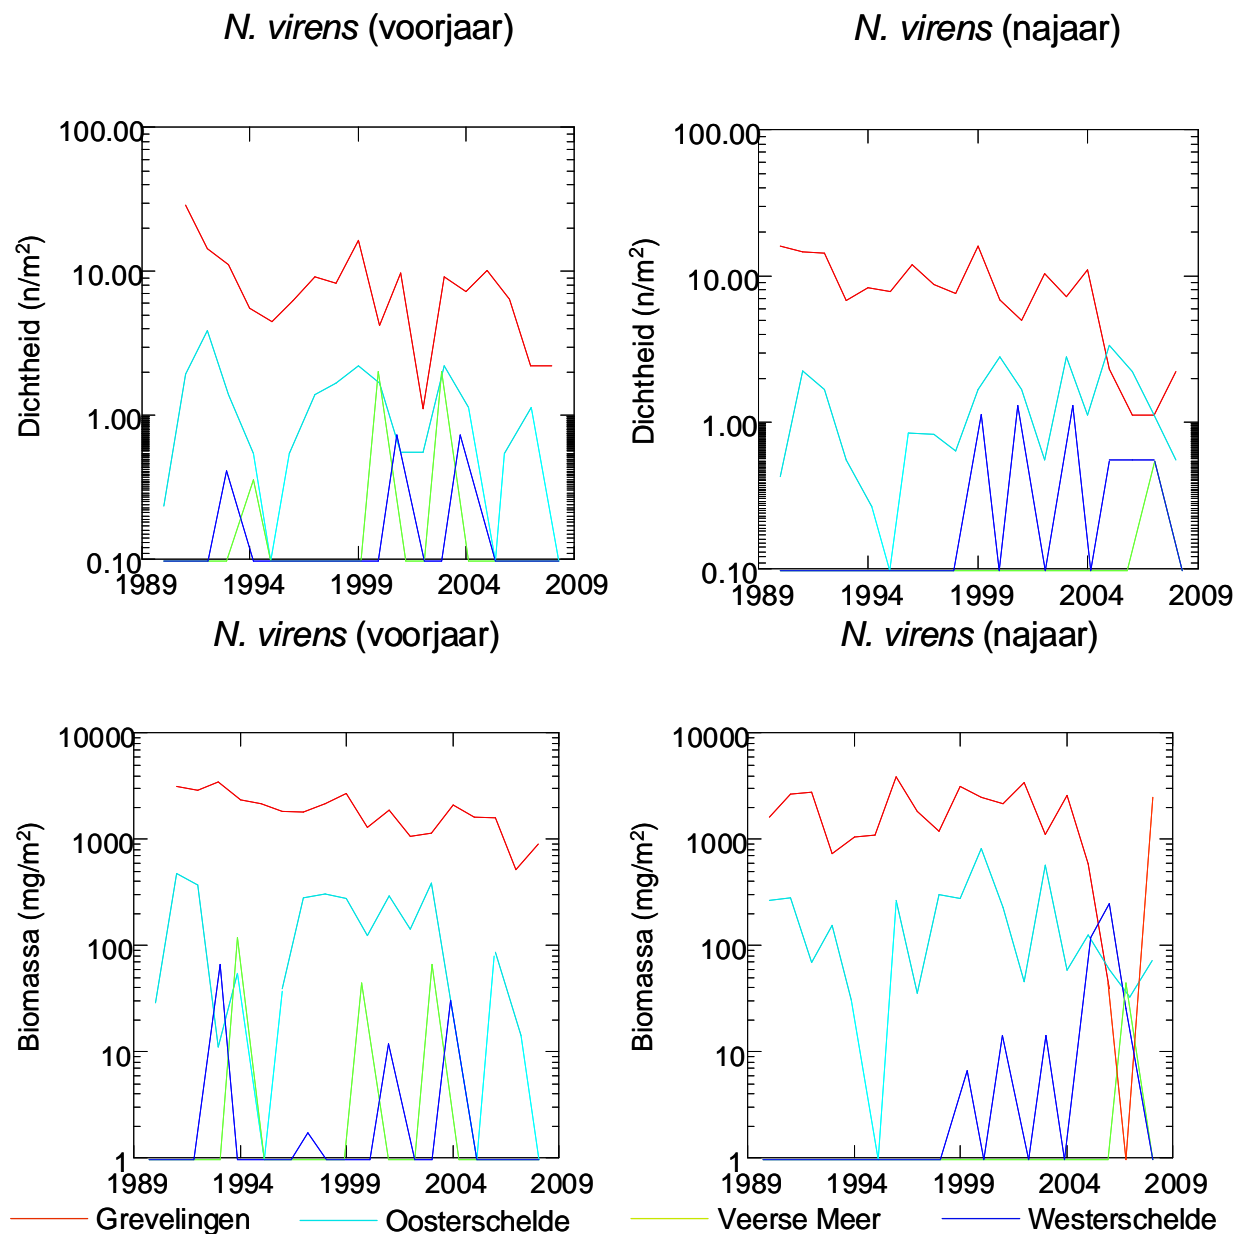 N. virens (voorjaar)
N. virens (najaar)
100.00
10.00
1.00
0.10
Dichtheid (n/m²)
1989 1994 1999 2004 2009
100.00
10.00
1.00
0.10
Dichtheid (n/m²)
1989 1994 1999 2004 2009
N. virens (voorjaar)
N. virens (najaar)
10000
1000
100
10
1
Biomassa (mg/m²)
1989 1994 1999 2004 2009
10000
1000
100
10
1
Biomassa (mg/m²)
1989 1994 1999 2004 2009
Grevelingen Oosterschelde Veerse Meer Westerschelde